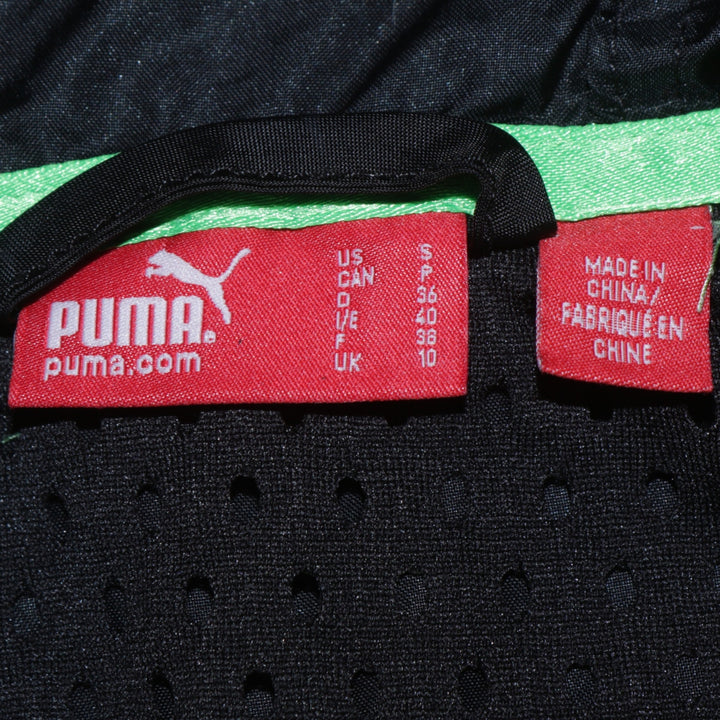 PUMA.
puma.com
US S
CAN P
D 36
I/E 40
F 38
UK 10
MADE IN
CHINA/
FABRIQUÉ EN
CHINE